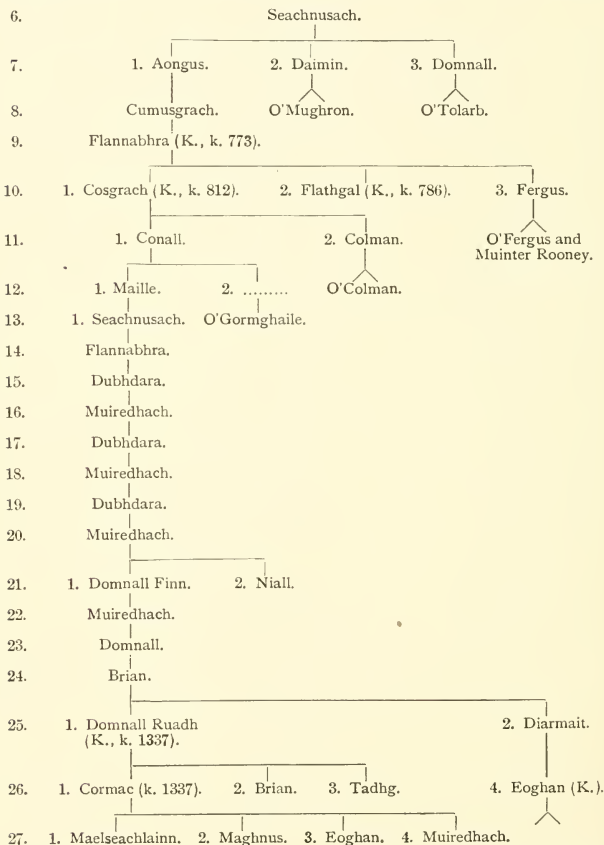 6. Seachnusach.
7. 1. Aongus. 2. Daimin. 3. Domnall.
8. Cumusgrach. O'Mughron. O'Tolarb.
9. Flannabhra (K., k. 773).
10. 1. Cosgrach (K., k. 812). 2. Flathgal (K., k. 786). 3. Fergus.
11. 1. Conall. 2. Colman. O'Fergus and
Muinter Rooney.
12. 1. Maille. 2. ......... O'Colman.
13. 1. Seachnusach. O'Gormghaile.
14. Flannabhra.
15. Dubhdara.
16. Muiredhach.
17. Dubhdara.
18. Muiredhach.
19. Dubhdara.
20. Muiredhach.
21. 1. Domnall Finn. 2. Niall.
22. Muiredhach.
23. Domnall.
24. Brian.
25. 1. Domnall Ruadh 2. Diarmait.
(K., k. 1337).
26. 1. Cormac (k. 1337). 2. Brian. 3. Tadhg. 4. Eoghan (K.).
27. 1. Maelseachlainn. 2. Maghnus. 3. Eoghan. 4. Muiredhach.